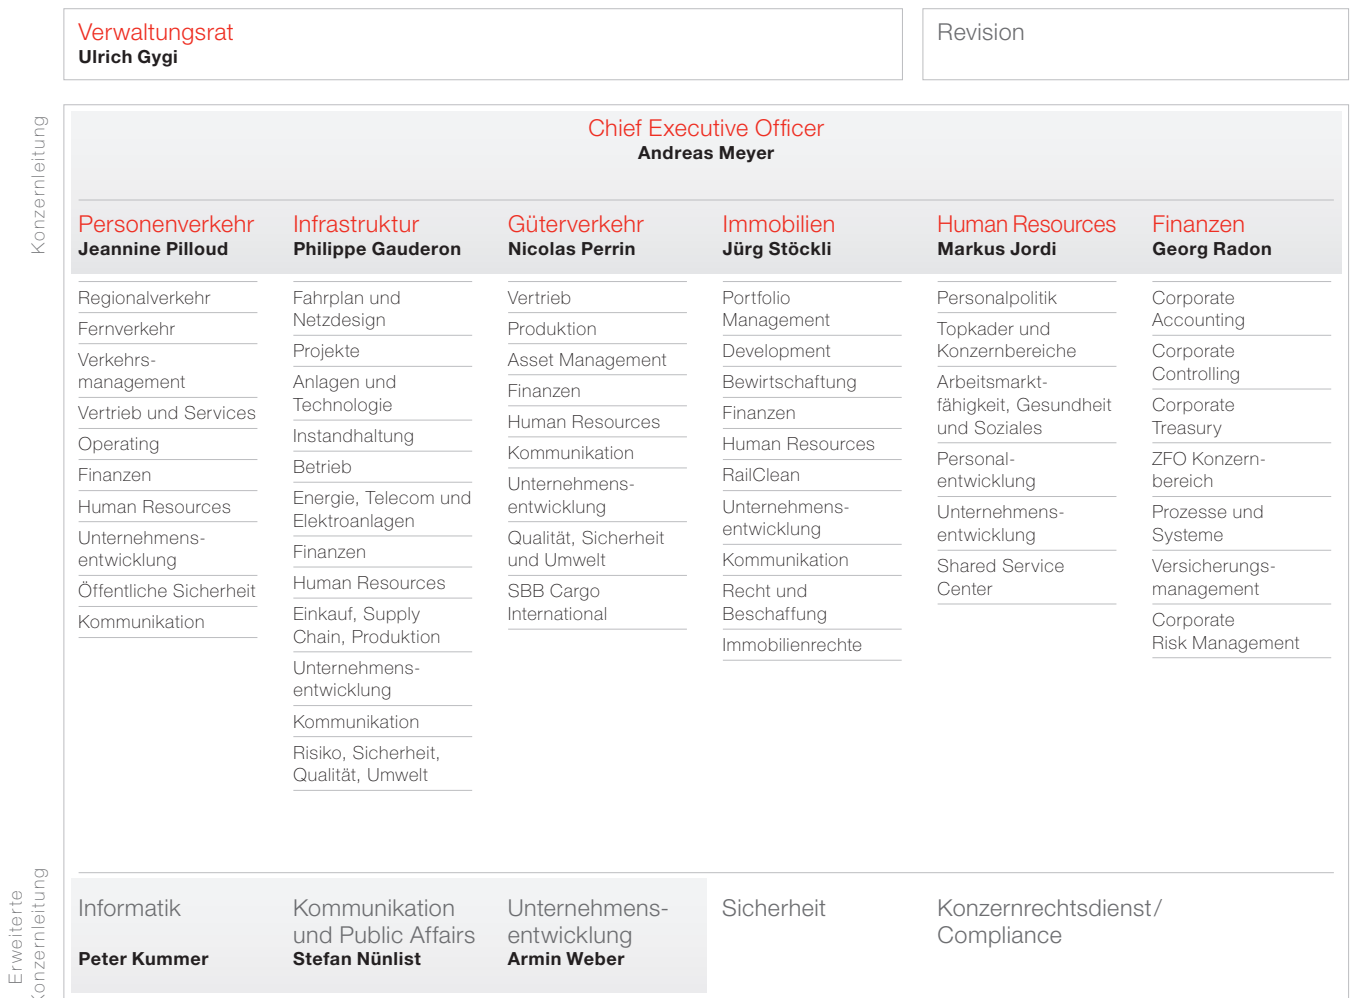 Verwaltungsrat
Ulrich Gygi
Revision
Konzernleitung
Chief Executive Officer
Andreas Meyer
Personenverkehr
Jeannine Pilloud
Regionalverkehr
Fernverkehr
Verkehrs-
management
Vertrieb und Services
Operating
Finanzen
Human Resources
Unternehmens-
entwicklung
Öffentliche Sicherheit
Kommunikation
Infrastruktur
Philippe Gauderon
Fahrplan und
Netzdesign
Projekte
Anlagen und
Technologie
Instandhaltung
Betrieb
Energie, Telecom und
Elektroanlagen
Finanzen
Human Resources
Einkauf, Supply
Chain, Produktion
Unternehmens-
entwicklung
Kommunikation
Risiko, Sicherheit,
Qualität, Umwelt
Güterverkehr
Nicolas Perrin
Vertrieb
Produktion
Asset Management
Finanzen
Human Resources
Kommunikation
Unternehmens-
entwicklung
Qualität, Sicherheit
und Umwelt
SBB Cargo
International
Immobilien
Jürg Stöckli
Portfolio
Management
Development
Bewirtschaftung
Finanzen
Human Resources
RailClean
Unternehmens-
entwicklung
Kommunikation
Recht und
Beschaffung
Immobilienrechte
Human Resources
Markus Jordi
Personalpolitik
Topkader und
Konzernbereiche
Arbeitsmarkt-
fähigkeit, Gesundheit
und Soziales
Personal-
entwicklung
Unternehmens-
entwicklung
Shared Service
Center
Finanzen
Georg Radon
Corporate
Accounting
Corporate
Controlling
Corporate
Treasury
ZFO Konzern-
bereich
Prozesse und
Systeme
Versicherungs-
management
Corporate
Risk Management
Erweiterte
Konzernleitung
Informatik
Peter Kummer
Kommunikation
und Public Affairs
Stefan Nünlist
Unternehmens-
entwicklung
Armin Weber
Sicherheit
Konzernrechtsdienst/
Compliance